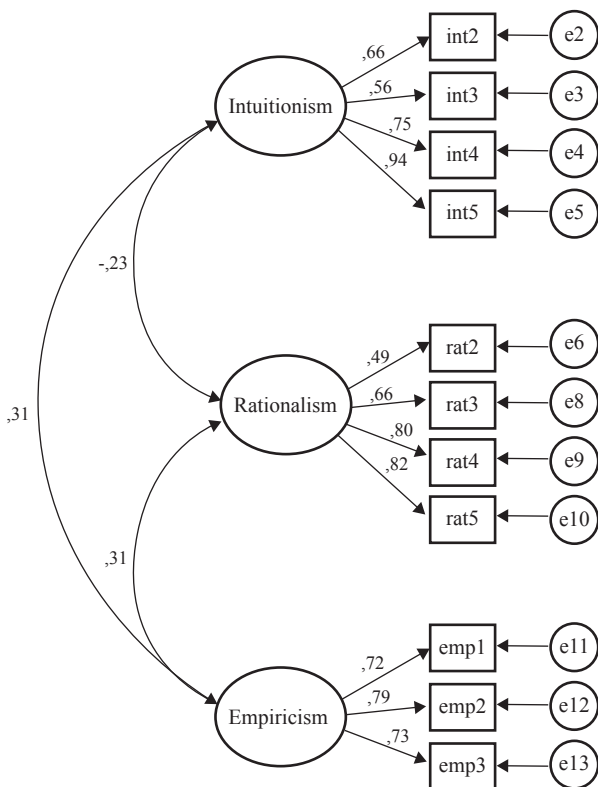 int2
e2
,66
int3
e3
,56
Intuitionism
int4
e4
,75
,94
int5
e5
-,23
rat2
e6
,49
rat3
e8
,66
Rationalism
,31
rat4
e9
,80
,82
rat5
e10
,31
emp1
e11
,72
emp2
e12
,79
Empiricism
,73
emp3
e13